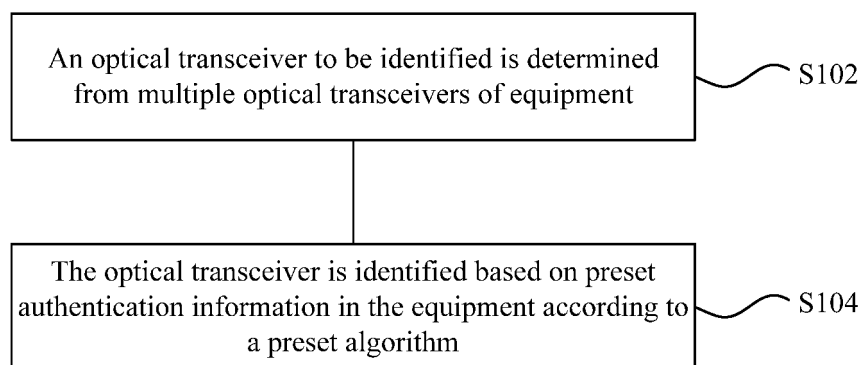 An optical transceiver to be identified is determined
from multiple optical transceivers of equipment
S102
The optical transceiver is identified based on preset
authentication information in the equipment according to
a preset algorithm
S104